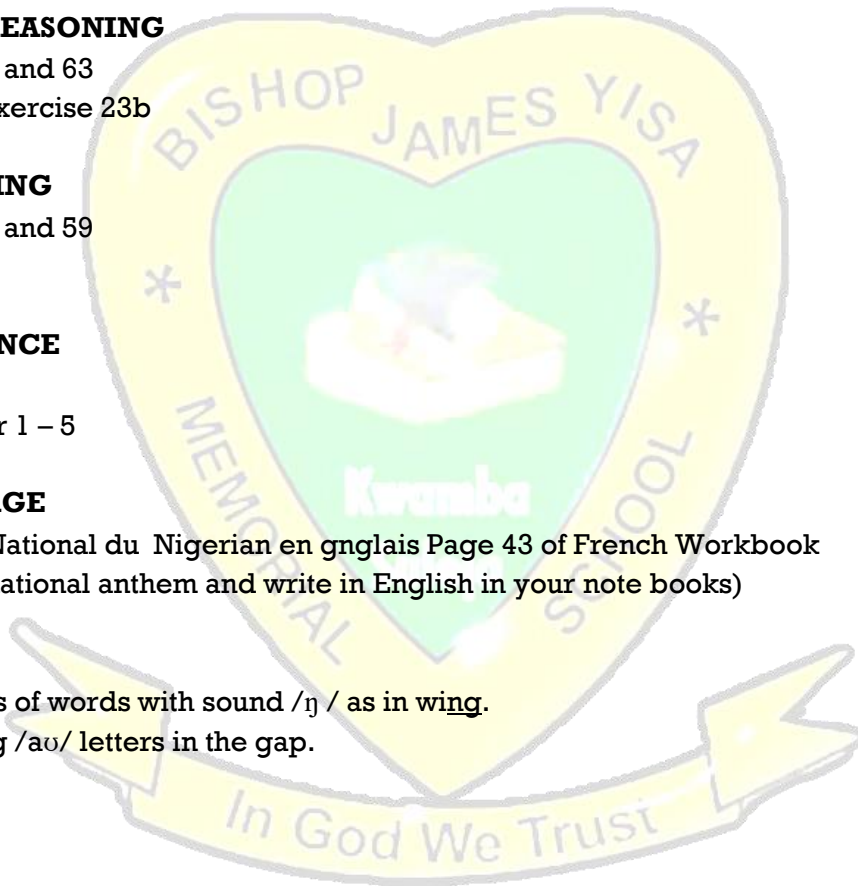 EASONING
and 63
xercise 23b
ING
and 59
NCE
r 1 – 5
AGE
National du  Nigerian en gnglais Page 43 of French Workbook
ational anthem and write in English in your note books)
s of words with sound /ŋ / as in wing.
g /aʊ/ letters in the gap.
BISHOP JAMES YISA
* *
MEMORIAL SCHOOL
Kwamba
In God We Trust